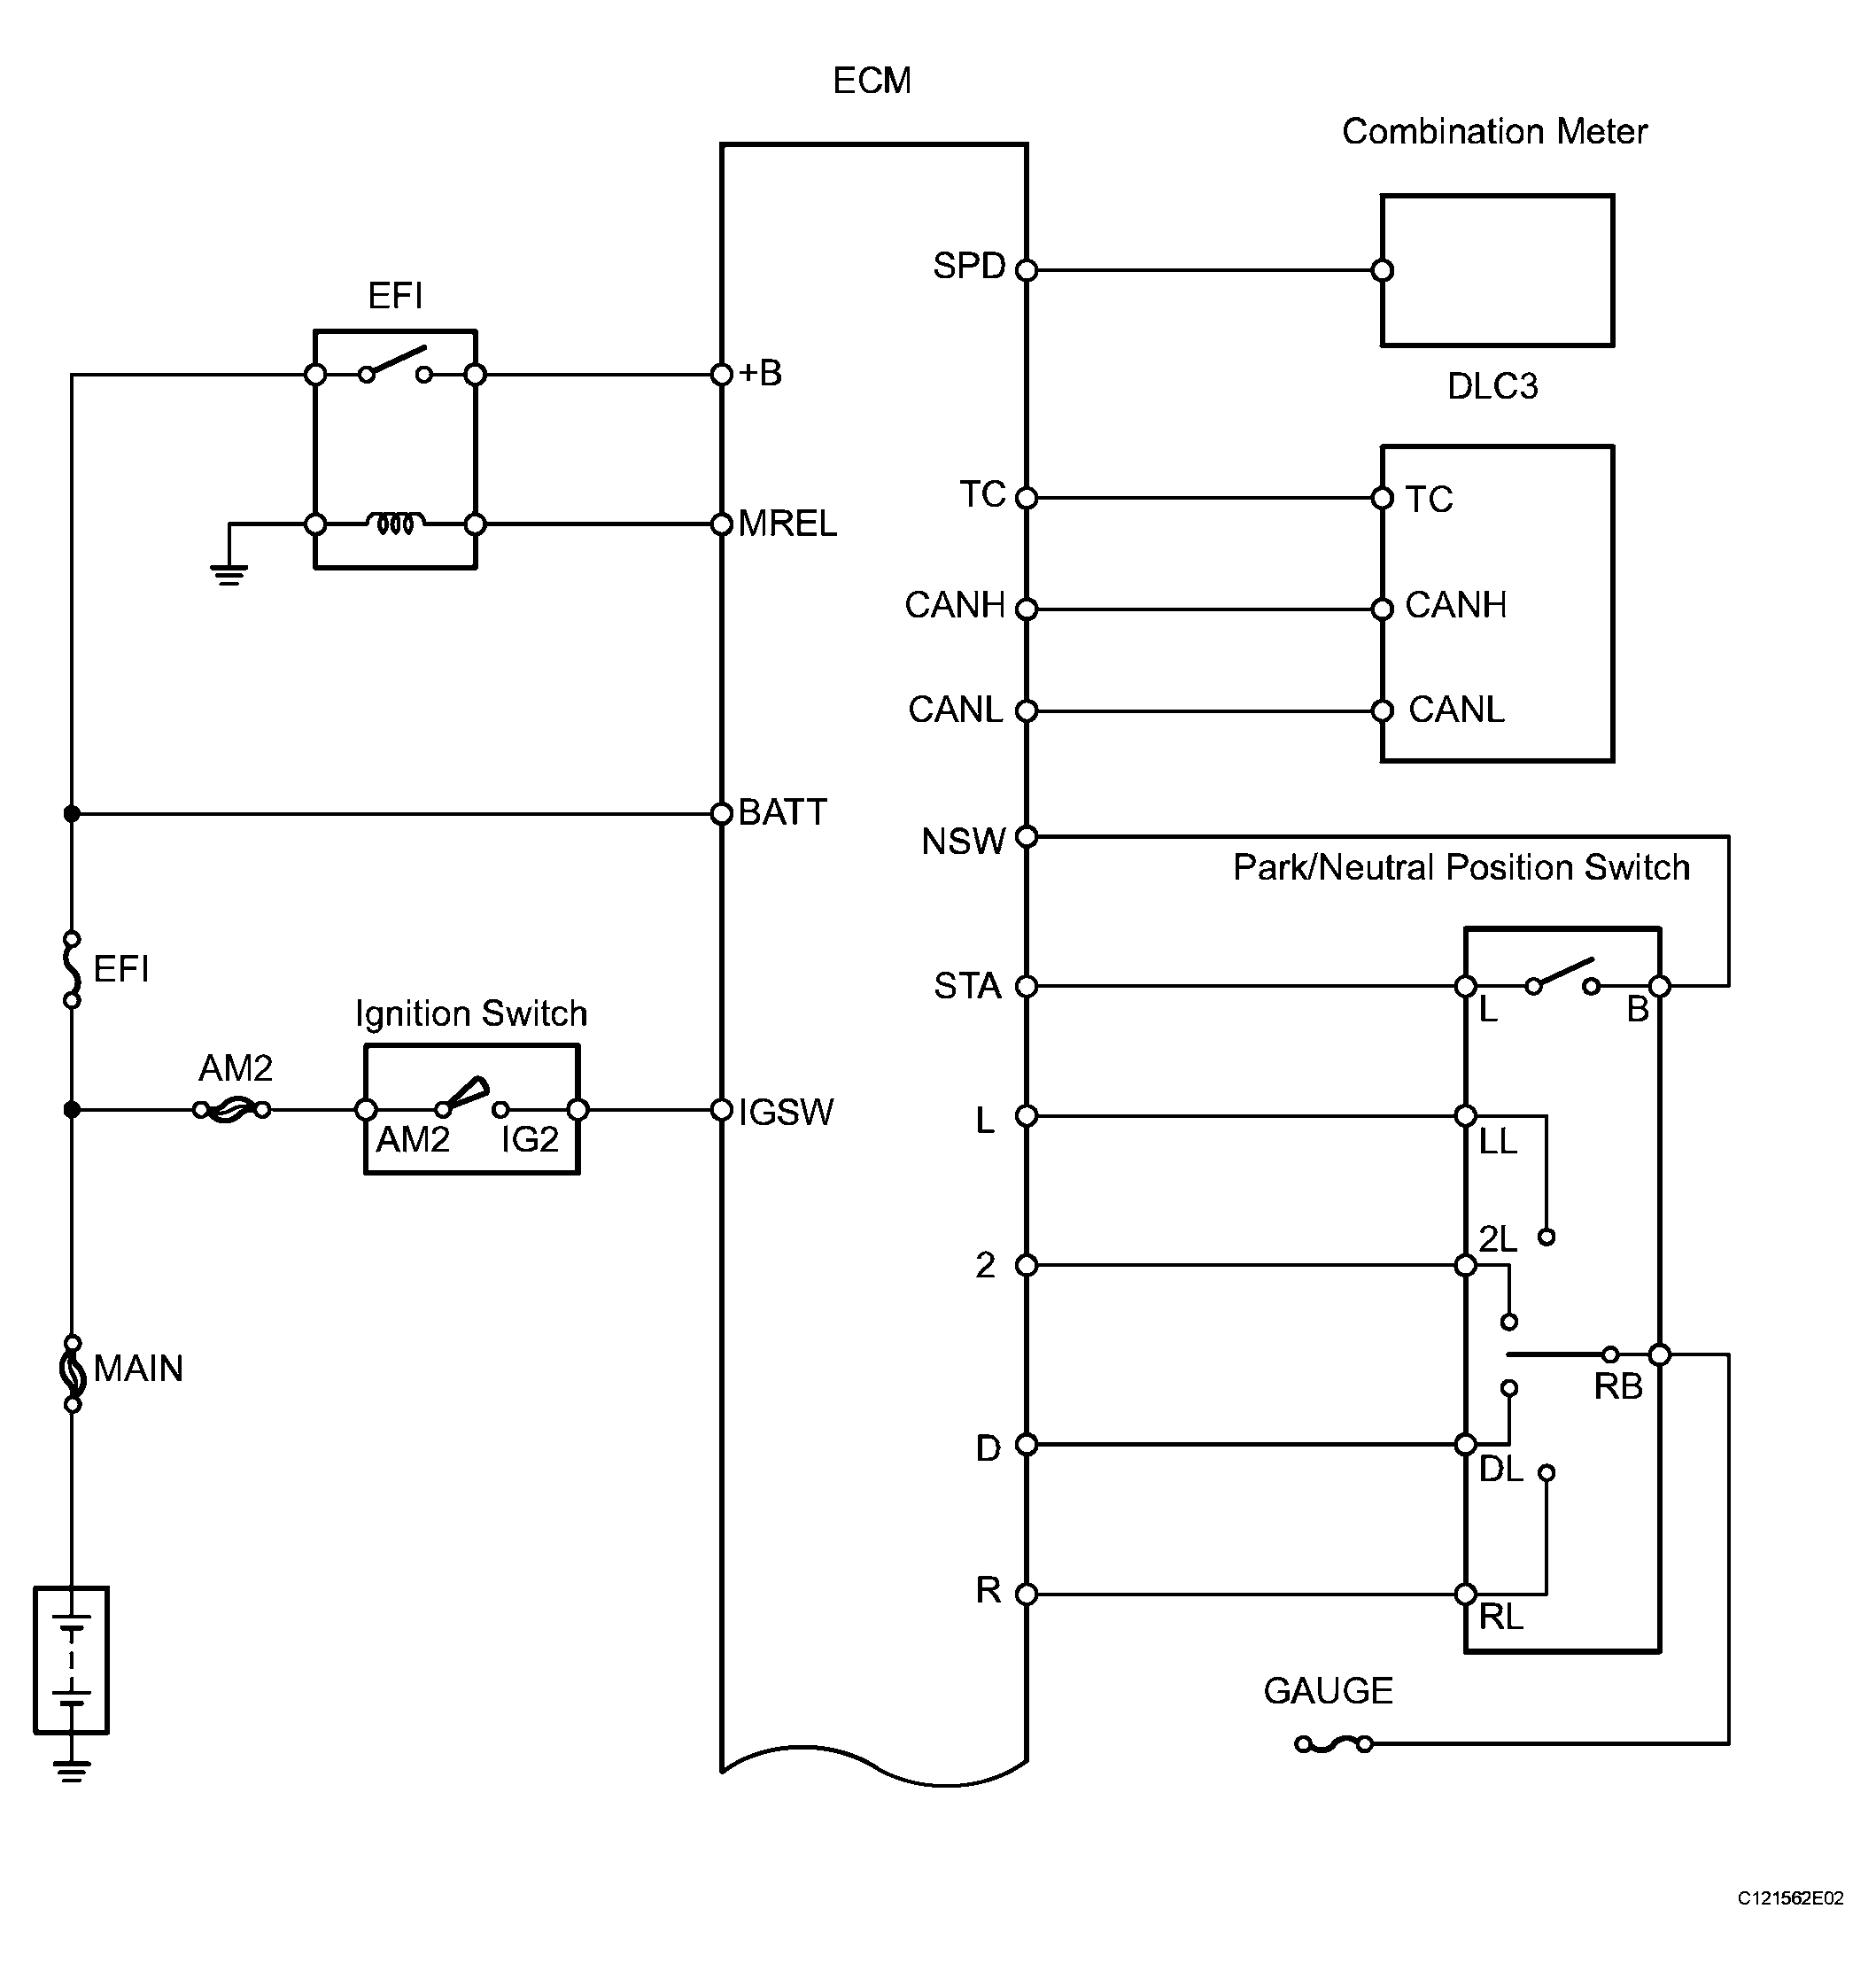 ECM
Combination Meter
SPD
EFI
+B
DLC3
TC
TC
MREL
CANH
CANH
CANL
CANL
BATT
NSW
Park/Neutral Position Switch
EFI
STA
L
B
Ignition Switch
AM2
AM2
IG2
IGSW
L
LL
2L
2
MAIN
RB
D
DL
R
RL
GAUGE
C121562E02